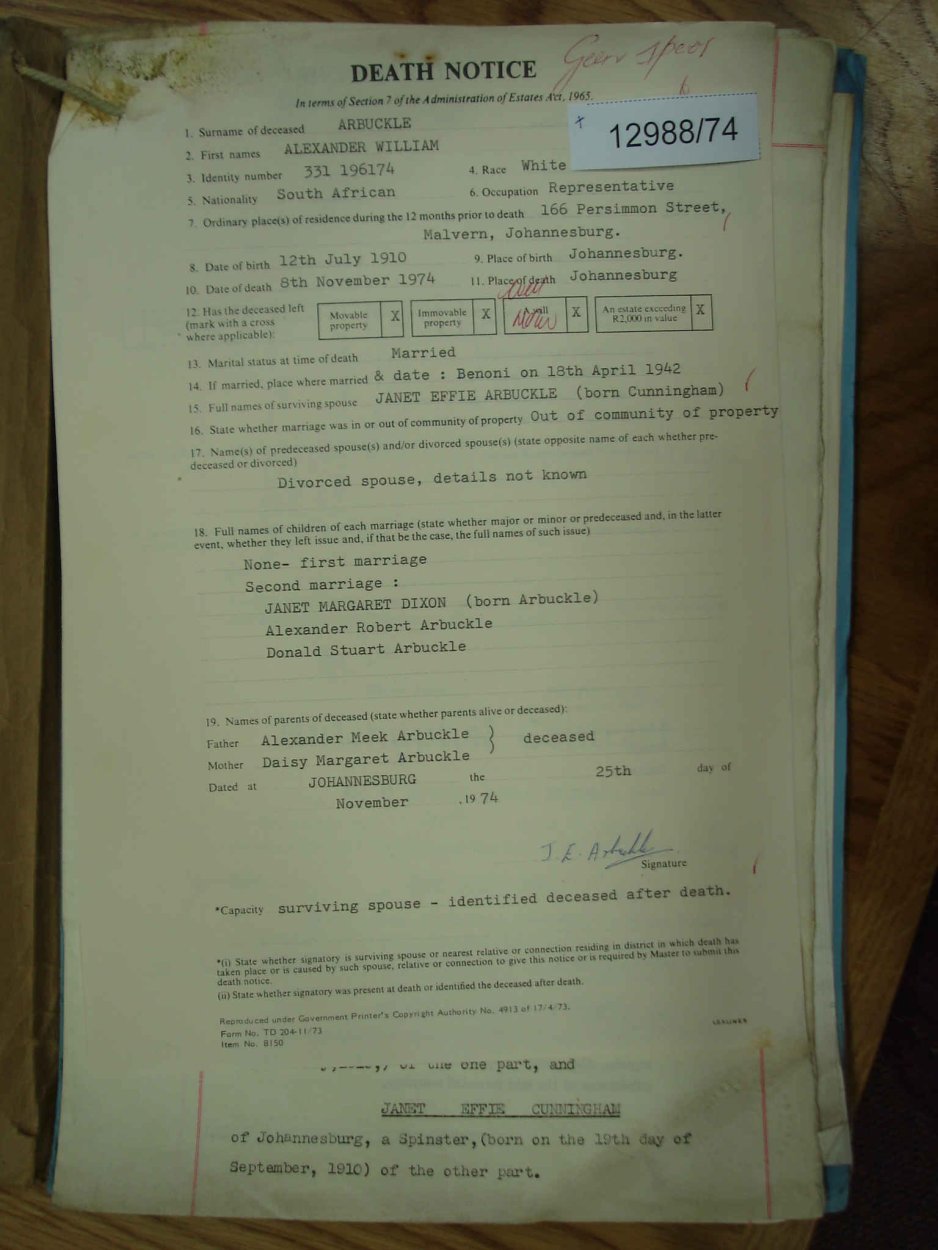 DEATH NOTICE
Geen spoor
In terms of Section 7 of the Administration of Estates Act, 1965.
12988/74
1. Surname of deceased ARBUCKLE
2. First names ALEXANDER WILLIAM
3. Identity number 331 196174 4. Race White
5. Nationality South African 6. Occupation Representative
7. Ordinary place(s) of residence during the 12 months prior to death 166 Persimmon Street,
Malvern, Johannesburg.
8. Date of birth 12th July 1910 9. Place of birth Johannesburg.
10. Date of death 8th November 1974 11. Place of death Johannesburg
12. Has the deceased left (mark with a cross where applicable): Movable property X Immovable property X A will X An estate exceeding R2,000 in value X
13. Marital status at time of death Married
14. If married, place where married & date : Benoni on 18th April 1942
15. Full names of surviving spouse JANET EFFIE ARBUCKLE (born Cunningham)
16. State whether marriage was in or out of community of property Out of community of property
17. Name(s) of predeceased spouse(s) and/or divorced spouse(s) (state opposite name of each whether pre-
deceased or divorced)
Divorced spouse, details not known
18. Full names of children of each marriage (state whether major or minor or predeceased and, in the latter
event, whether they left issue and, if that be the case, the full names of such issue)
None- first marriage
Second marriage :
JANET MARGARET DIXON (born Arbuckle)
Alexander Robert Arbuckle
Donald Stuart Arbuckle
19. Names of parents of deceased (state whether parents alive or deceased):
Father Alexander Meek Arbuckle } deceased
Mother Daisy Margaret Arbuckle
Dated at JOHANNESBURG the 25th day of
November .1974
J. E. Arbuckle
Signature
*Capacity surviving spouse - identified deceased after death.
*(i) State whether signatory is surviving spouse or nearest relative or connection residing in district in which death has
taken place or is caused by such spouse, relative or connection to give this notice or is required by Master to submit this
death notice.
(ii) State whether signatory was present at death or identified the deceased after death.
Reproduced under Government Printer's Copyright Authority No. 4913 of 17/4/73.
Form No. TD 204-11/73
Item No. 8150
of the one part, and
JANET EFFIE CUNNINGHAM
of Johannesburg, a Spinster,(born on the 19th day of
September, 1910) of the other part.